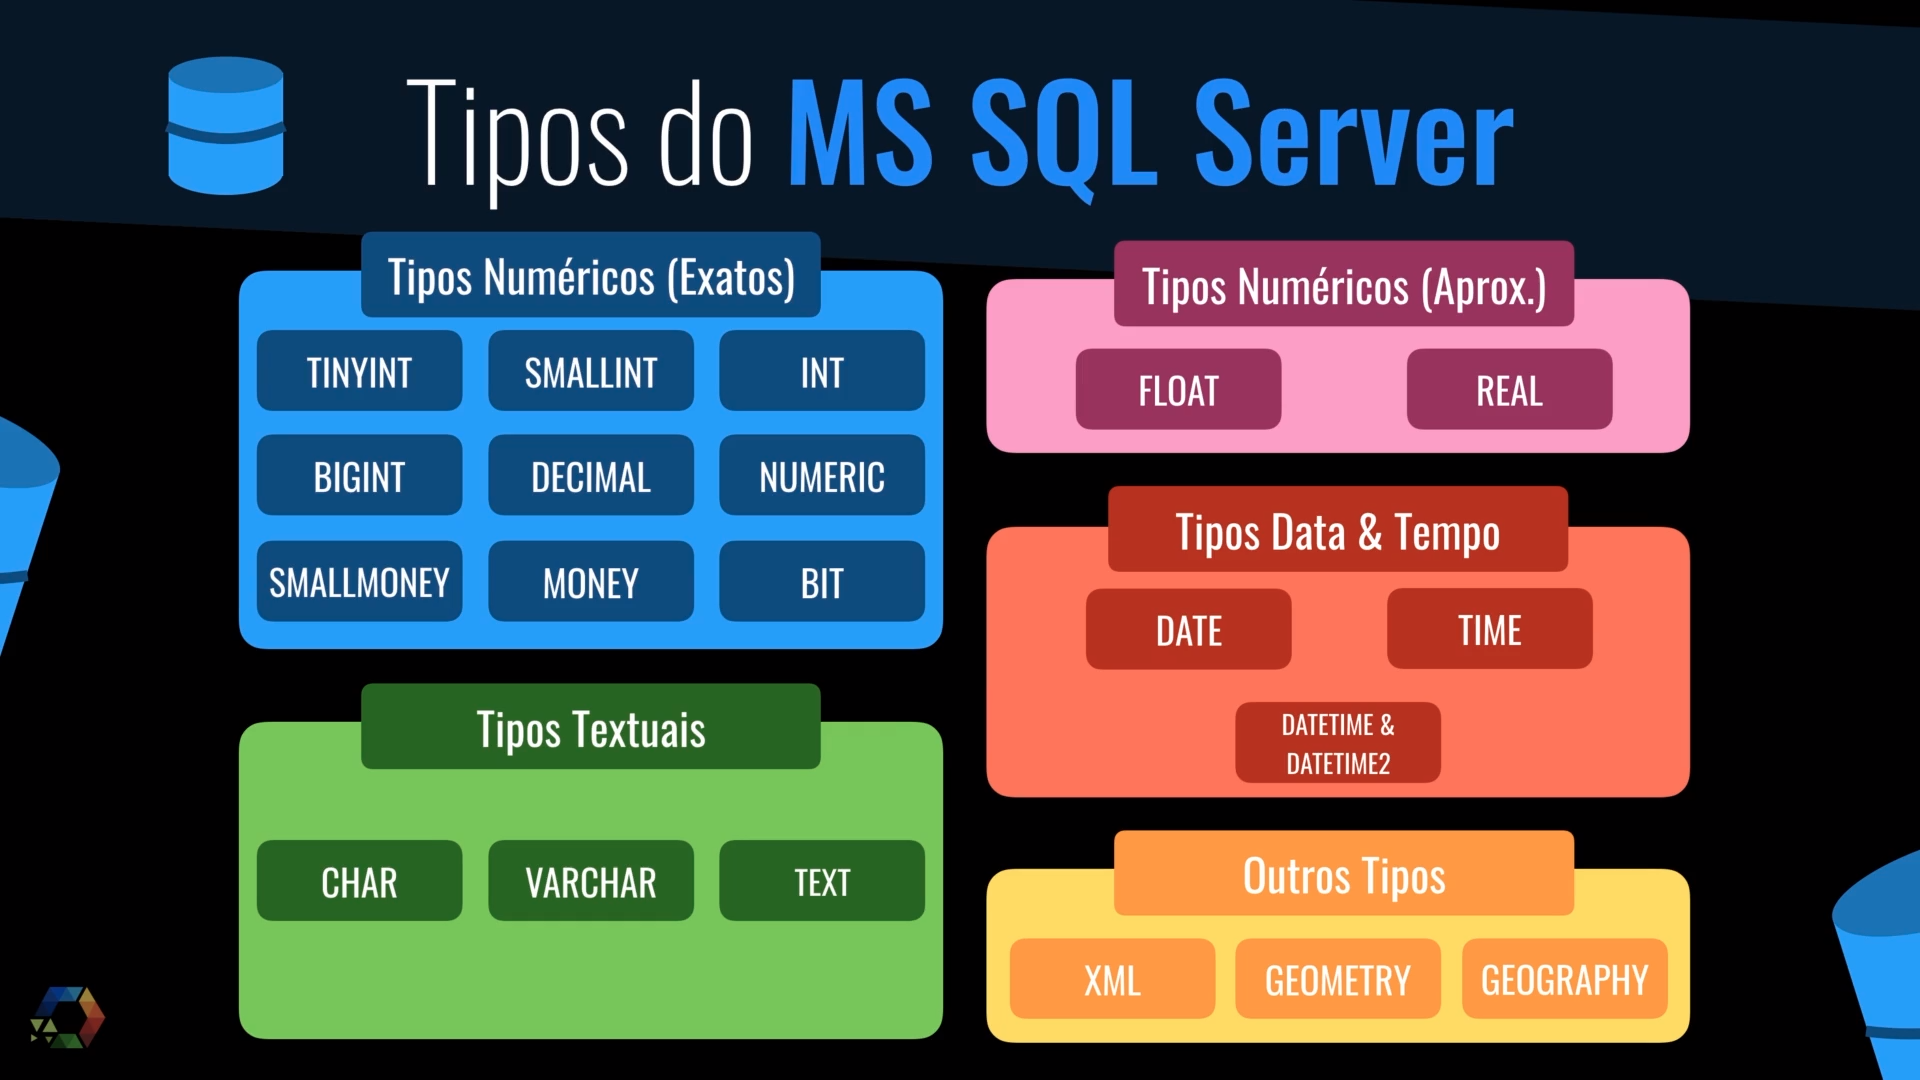 Tipos do MS SQL Server
Tipos Numéricos (Exatos)
TINYINT
SMALLINT
INT
BIGINT
DECIMAL
NUMERIC
SMALLMONEY
MONEY
BIT
Tipos Textuais
CHAR
VARCHAR
TEXT
Tipos Numéricos (Aprox.)
FLOAT
REAL
Tipos Data & Tempo
DATE
TIME
DATETIME &
DATETIME2
Outros Tipos
XML
GEOMETRY
GEOGRAPHY